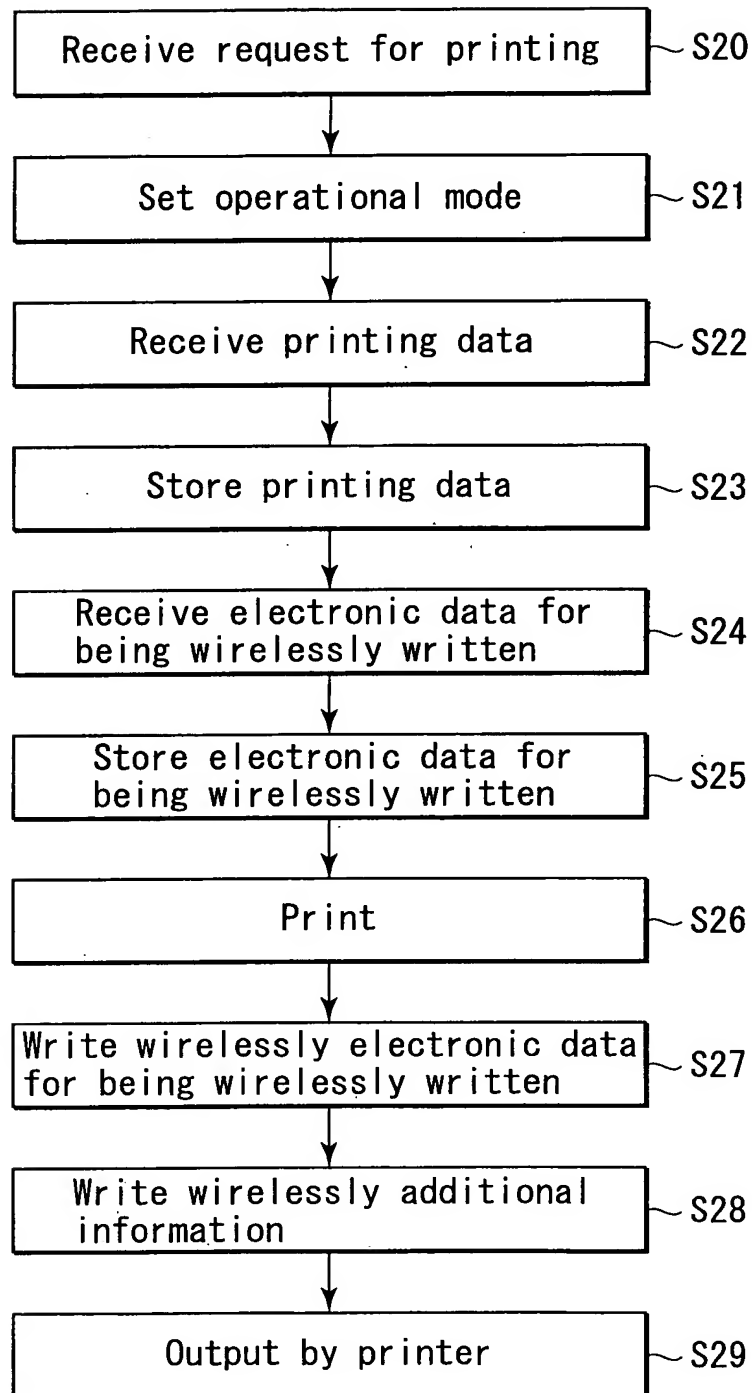 Receive request for printing S20
Set operational mode S21
Receive printing data S22
Store printing data S23
Receive electronic data for
being wirelessly written S24
Store electronic data for
being wirelessly written S25
Print S26
Write wirelessly electronic data
for being wirelessly written S27
Write wirelessly additional
information S28
Output by printer S29